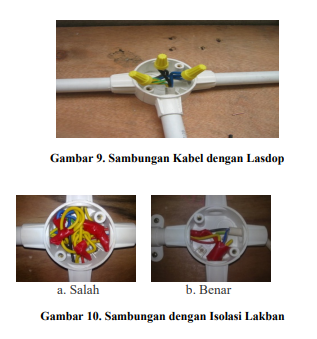 Gambar 9. Sambungan Kabel dengan Lasdop
a. Salah
b. Benar
Gambar 10. Sambungan dengan Isolasi Lakban